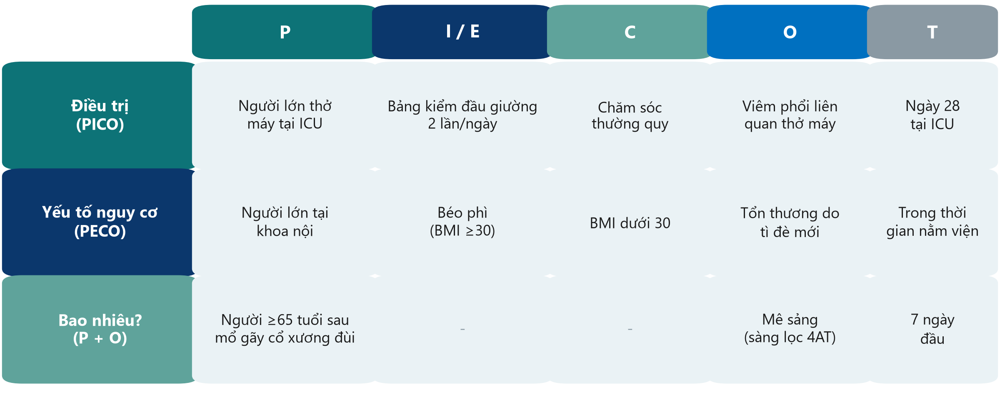 P
I / E
C
O
T
Điều trị
(PICO)
Người lớn thở
máy tại ICU
Bảng kiểm đầu giường
2 lần/ngày
Chăm sóc
thường quy
Viêm phổi liên
quan thở máy
Ngày 28
tại ICU
Yếu tố nguy cơ
(PECO)
Người lớn tại
khoa nội
Béo phì
(BMI ≥30)
BMI dưới 30
Tổn thương do
tì đè mới
Trong thời
gian nằm viện
Bao nhiêu?
(P + O)
Người ≥65 tuổi sau
mổ gãy cổ xương đùi
-
-
Mê sảng
(sàng lọc 4AT)
7 ngày
đầu